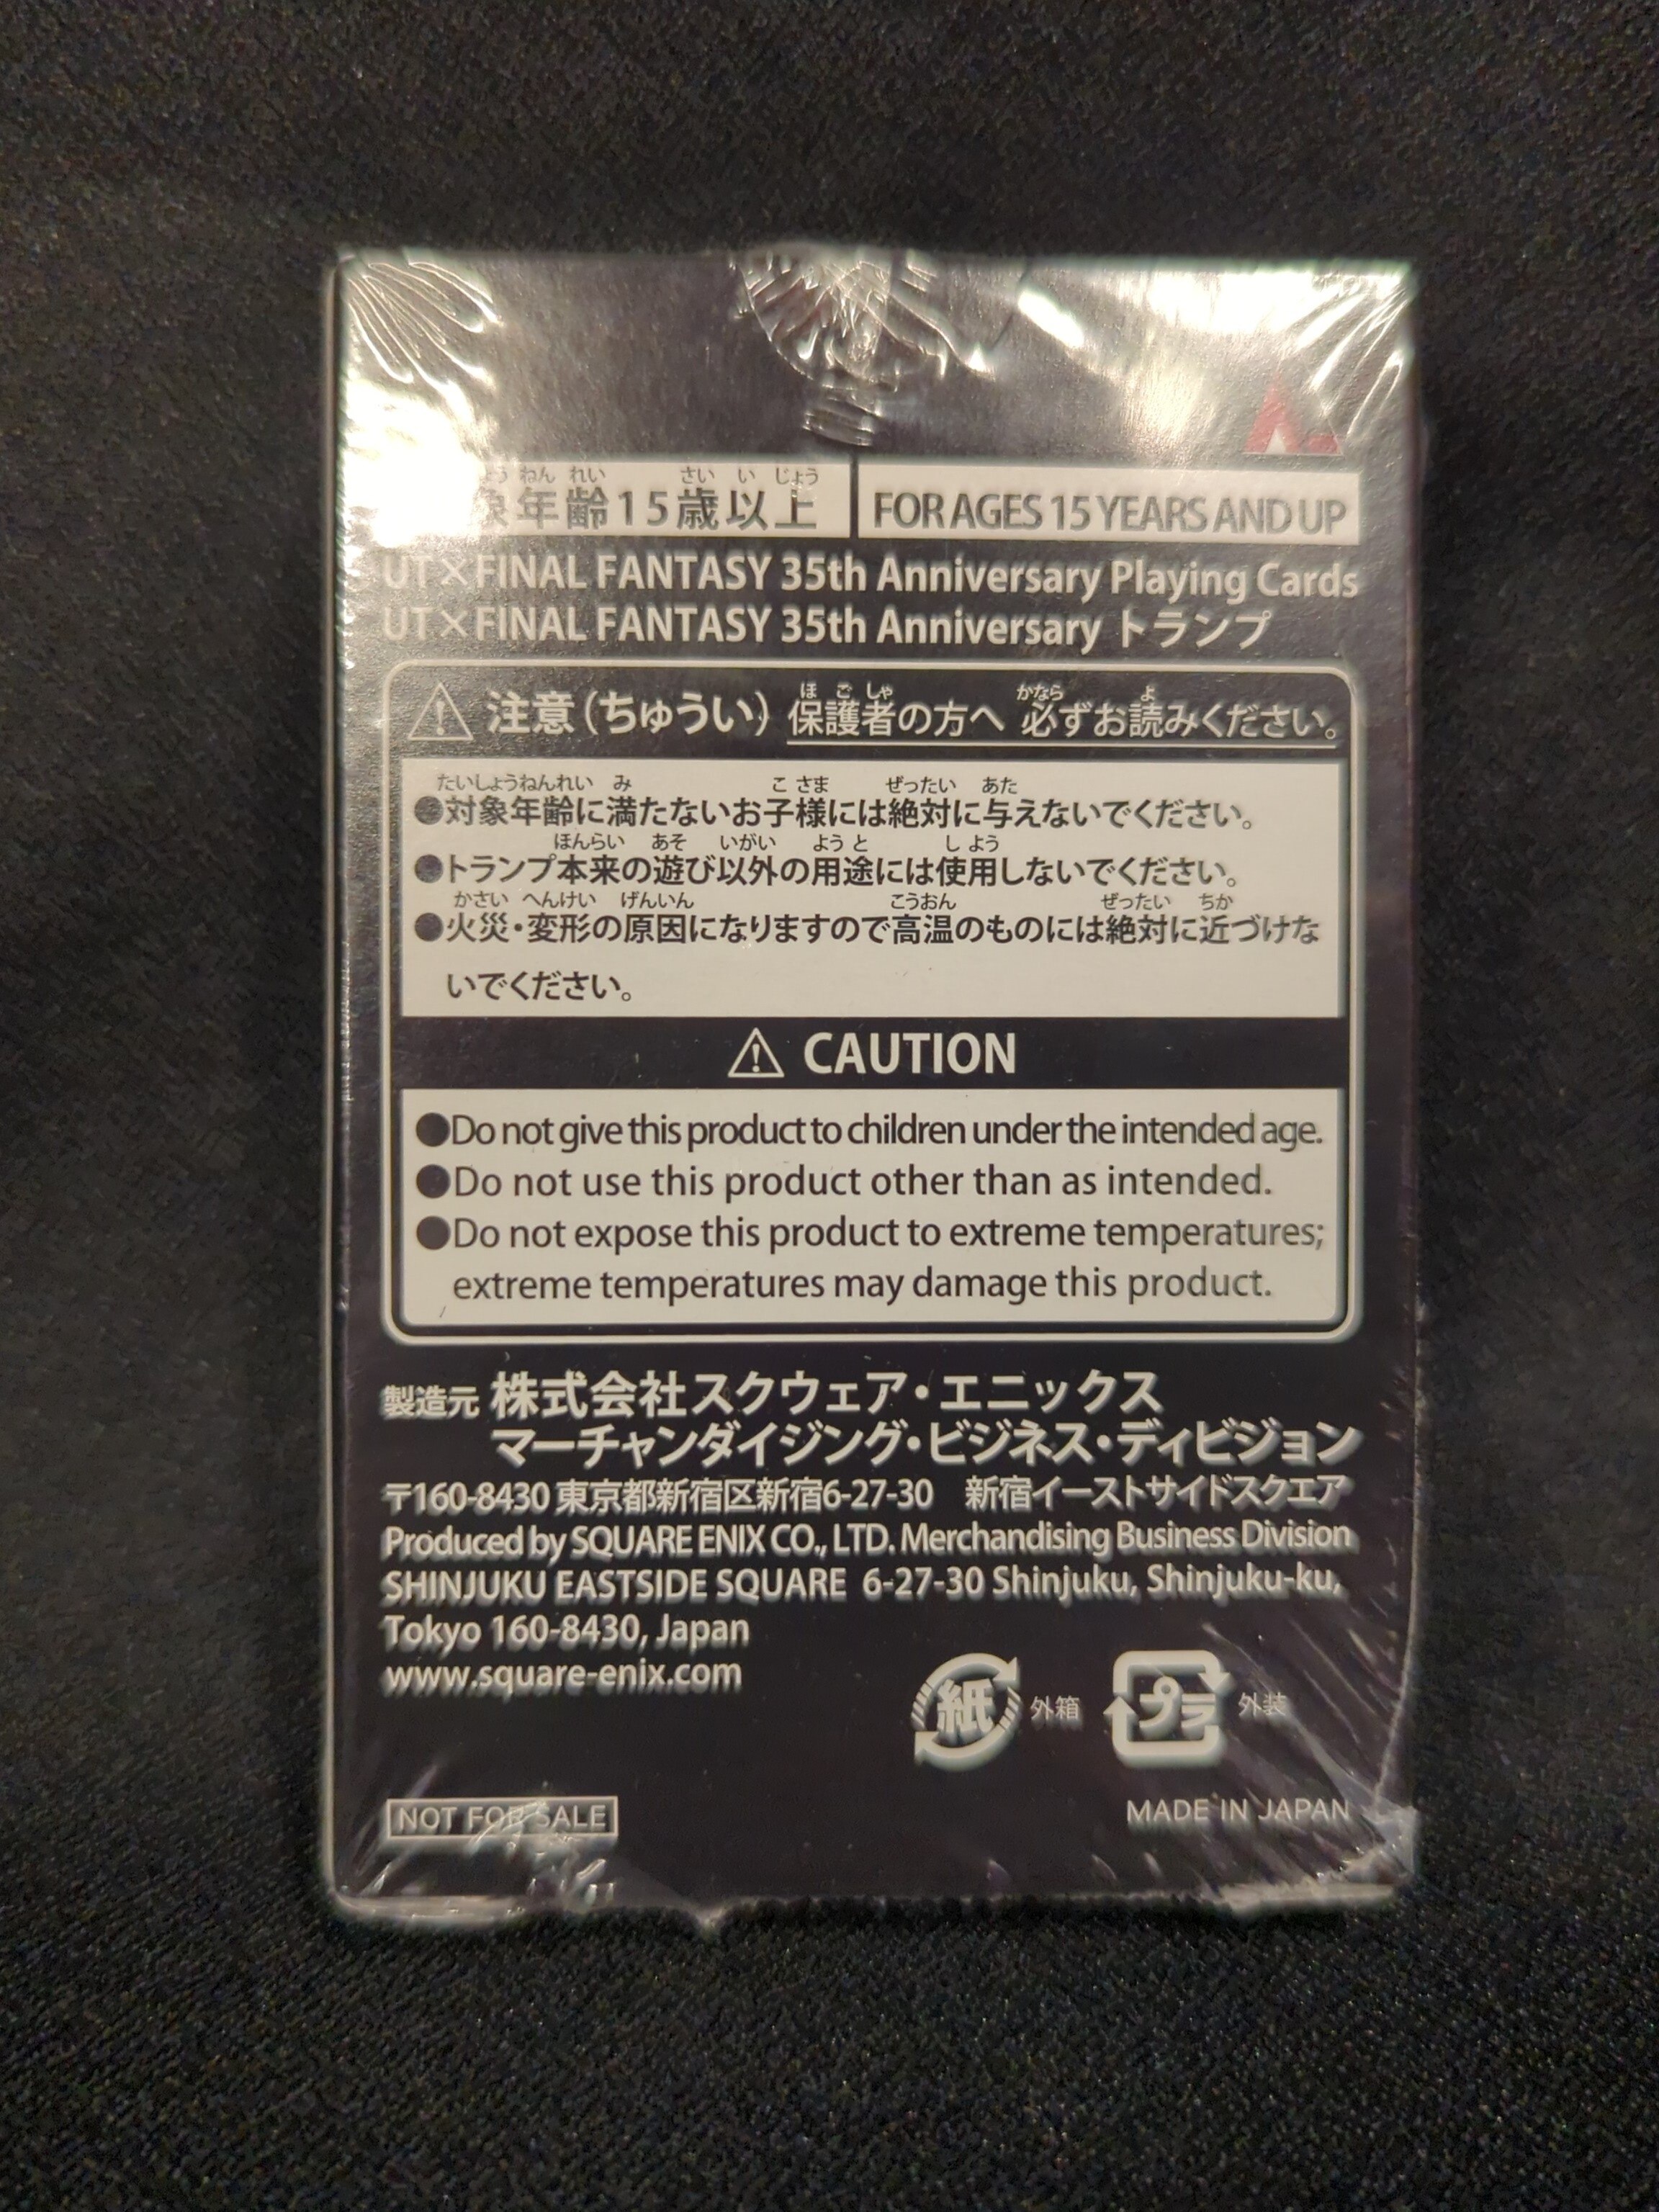 年齢15歳以上 FOR AGES 15 YEARS AND UP
UT×FINAL FANTASY 35th Anniversary Playing Cards
UT×FINAL FANTASY 35th Anniversary トランプ
注意(ちゅうい) 保護者の方へ 必ずお読みください。
●対象年齢に満たないお子様には絶対に与えないでください。
●トランプ本来の遊び以外の用途には使用しないでください。
●火災・変形の原因になりますので高温のものには絶対に近づけな
いでください。
CAUTION
●Do not give this product to children under the intended age.
●Do not use this product other than as intended.
●Do not expose this product to extreme temperatures;
extreme temperatures may damage this product.
製造元 株式会社スクウェア・エニックス
マーチャンダイジング・ビジネス・ディビジョン
〒160-8430 東京都新宿区新宿6-27-30 新宿イーストサイドスクエア
Produced by SQUARE ENIX CO., LTD. Merchandising Business Division
SHINJUKU EASTSIDE SQUARE 6-27-30 Shinjuku, Shinjuku-ku,
Tokyo 160-8430, Japan
www.square-enix.com
紙 外箱 プラ 外装
NOT FOR SALE
MADE IN JAPAN